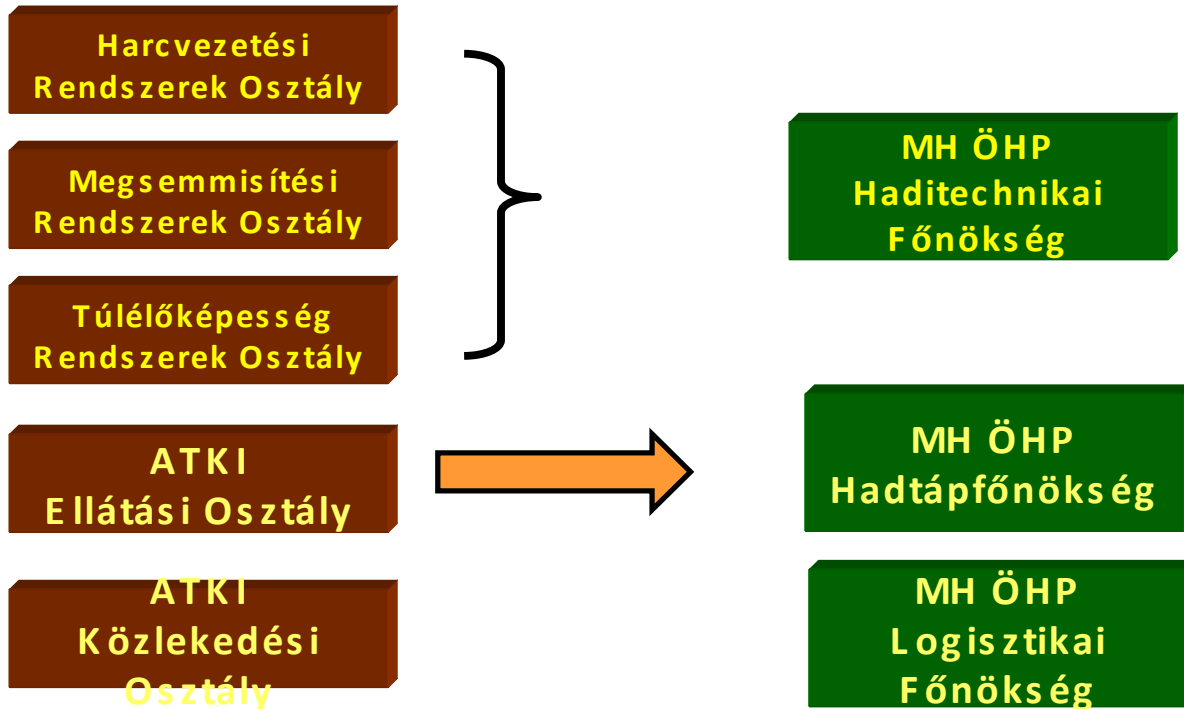 Harcvezetési
Rendszerek Osztály
Megsemmisítési
Rendszerek Osztály
Túlélőképesség
Rendszerek Osztály
ATKI
Ellátási Osztály
ATKI
Közlekedési
Osztály
MH ÖHP
Haditechnikai
Főnökség
MH ÖHP
Hadtápfőnökség
MH ÖHP
Logisztikai
Főnökség